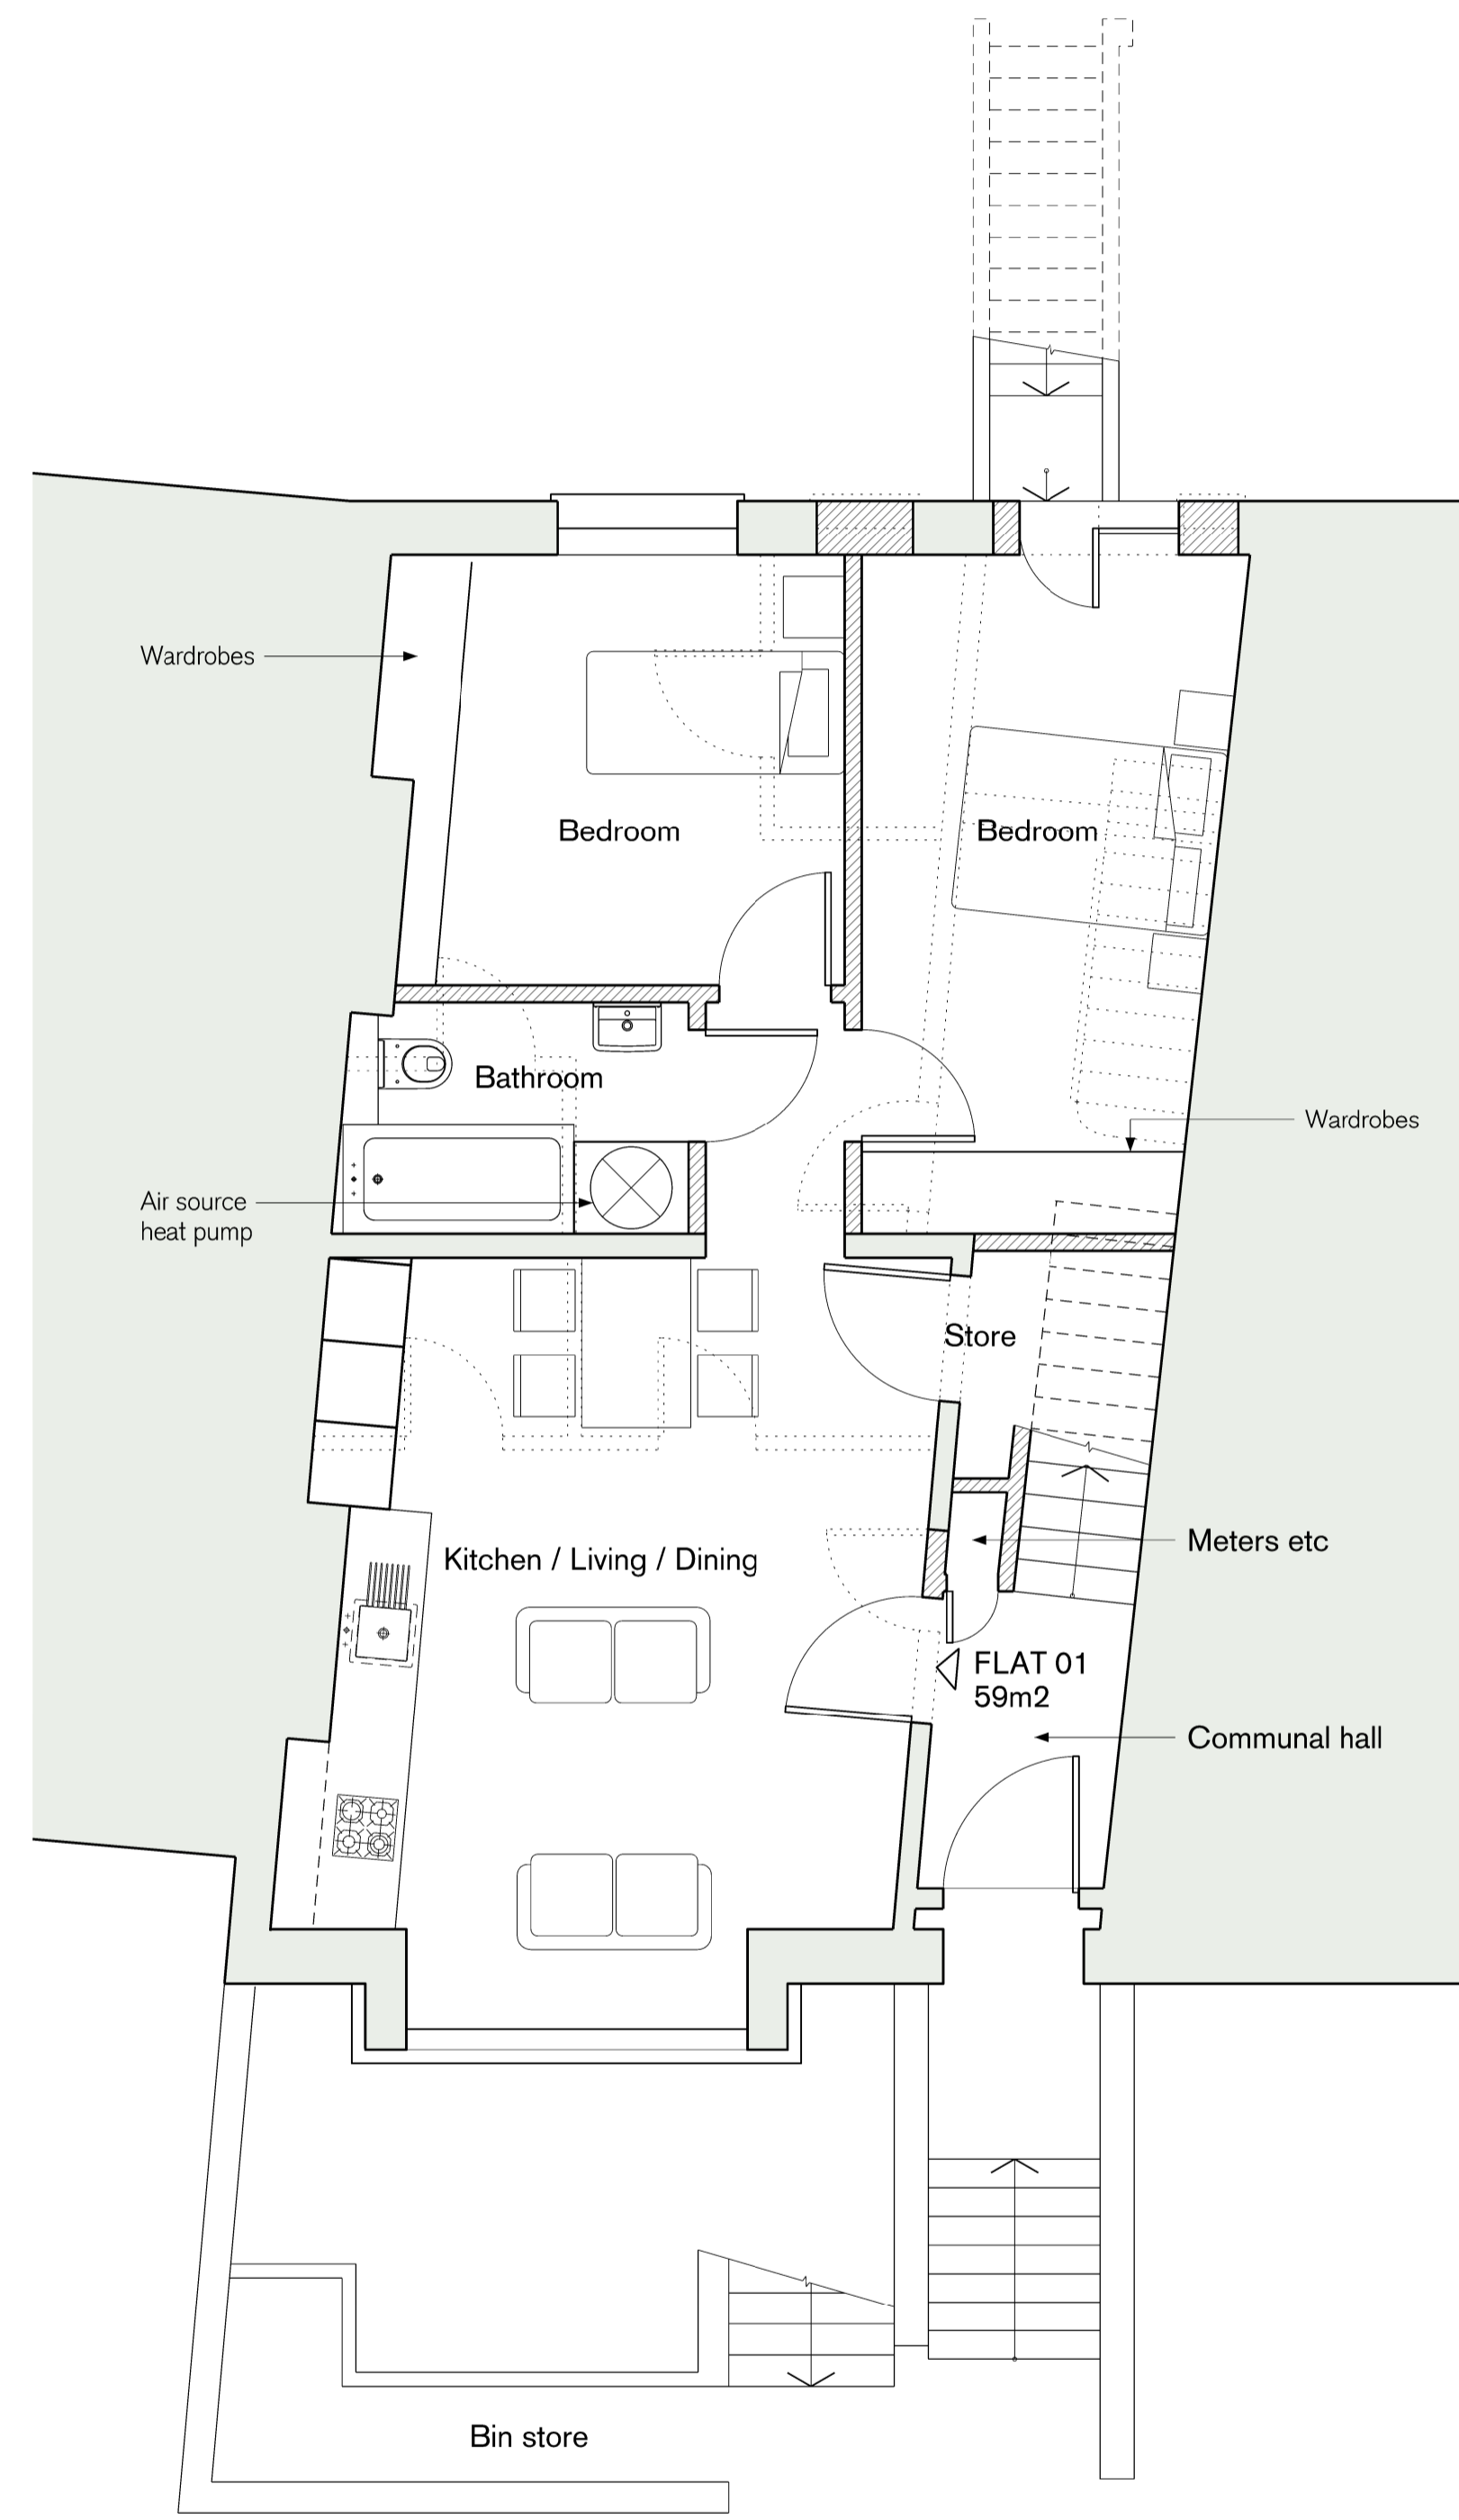 Wardrobes
Bedroom
Bedroom
Bathroom
Wardrobes
Air source
heat pump
Store
Meters etc
Kitchen / Living / Dining
FLAT 01
59m2
Communal hall
Bin store